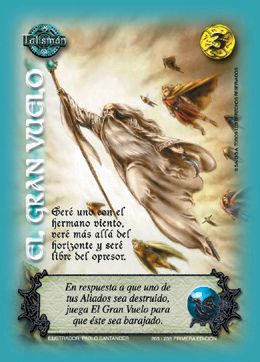 Talismán
3
EL GRAN VUELO
Seré uno con el
hermano viento,
veré más allá del
horizonte y seré
libre del opresor.
En respuesta a que uno de
tus Aliados sea destruido,
juega El Gran Vuelo para
que éste sea barajado.
ILUSTRADOR, PABLO SANTANDER
PRIMERA EDICIÓN